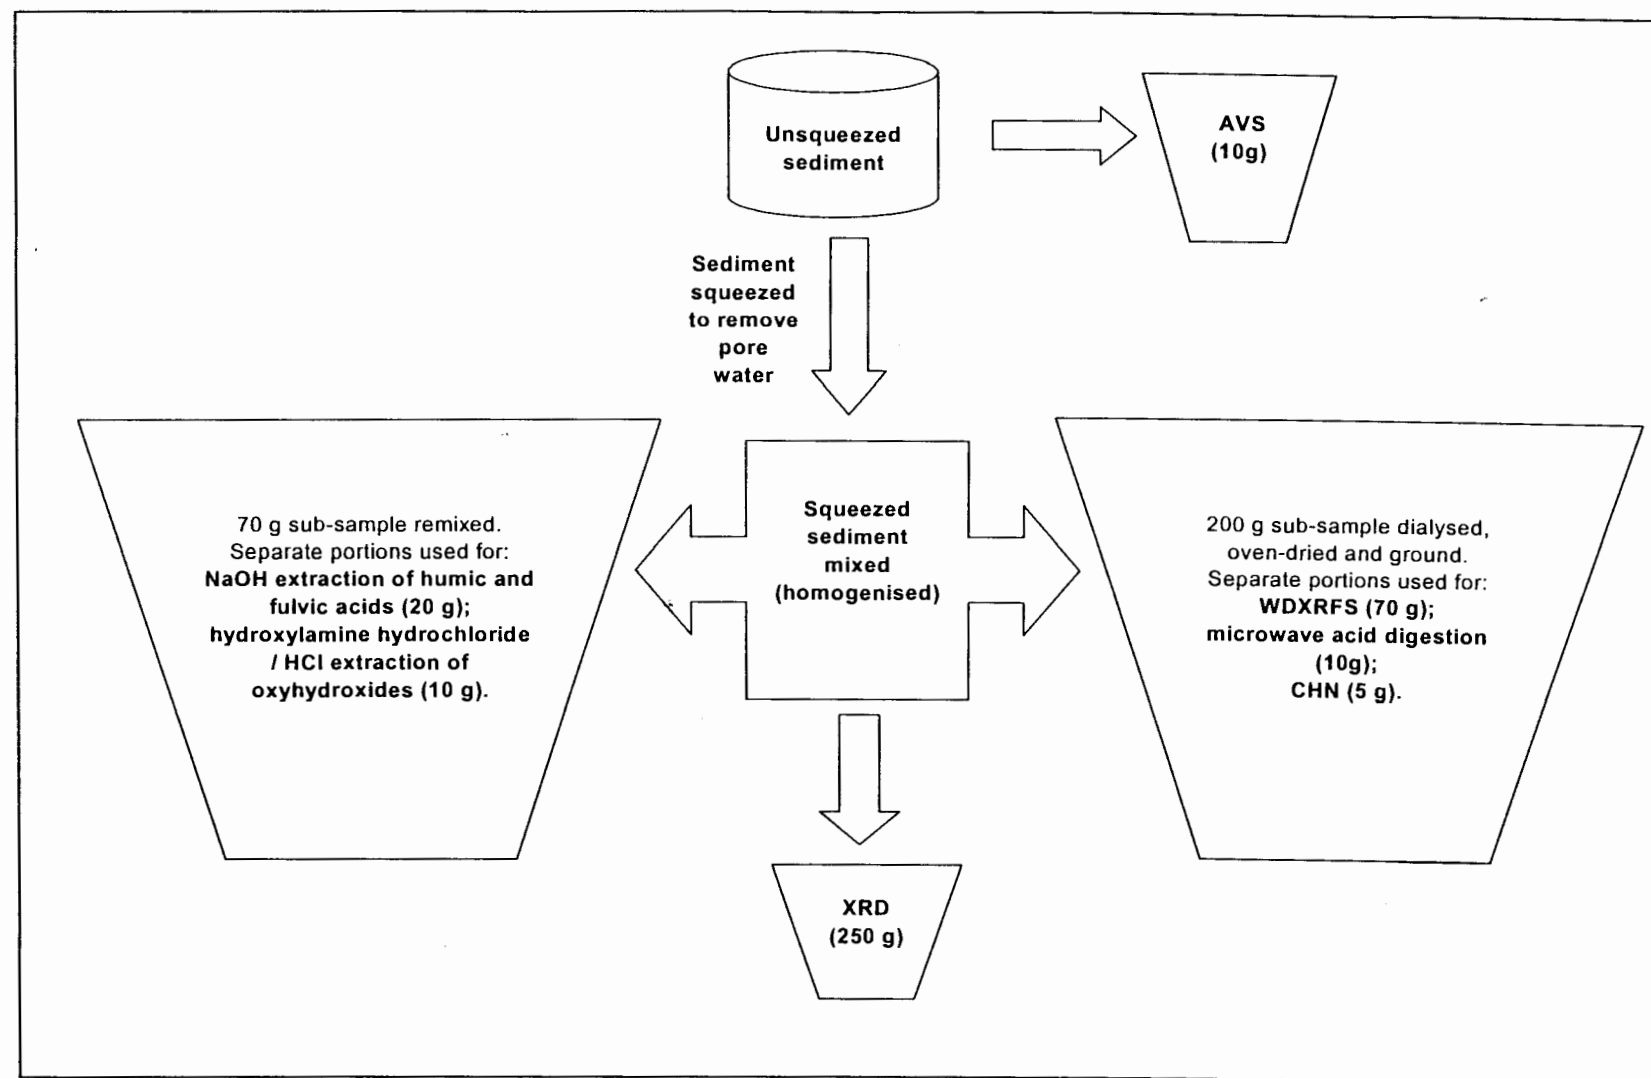 Unsqueezed
sediment
AVS
(10g)
Sediment
squeezed
to remove
pore
water
70 g sub-sample remixed.
Separate portions used for:
NaOH extraction of humic and
fulvic acids (20 g);
hydroxylamine hydrochloride
/ HCl extraction of
oxyhydroxides (10 g).
Squeezed
sediment
mixed
(homogenised)
200 g sub-sample dialysed,
oven-dried and ground.
Separate portions used for:
WDXRFS (70 g);
microwave acid digestion
(10g);
CHN (5 g).
XRD
(250 g)